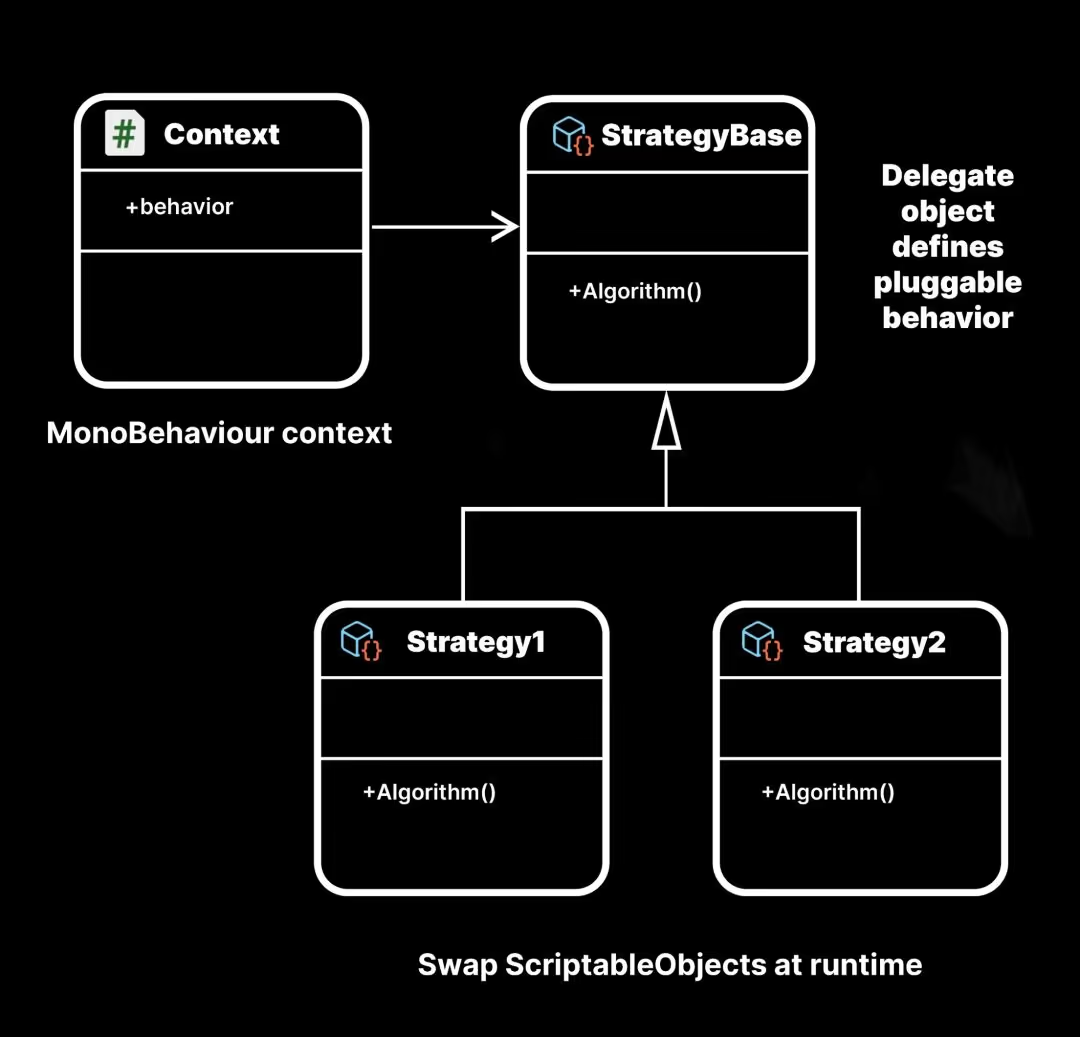 # Context
+behavior
MonoBehaviour context
{} StrategyBase
+Algorithm()
Delegate
object
defines
pluggable
behavior
{} Strategy1
+Algorithm()
{} Strategy2
+Algorithm()
Swap ScriptableObjects at runtime